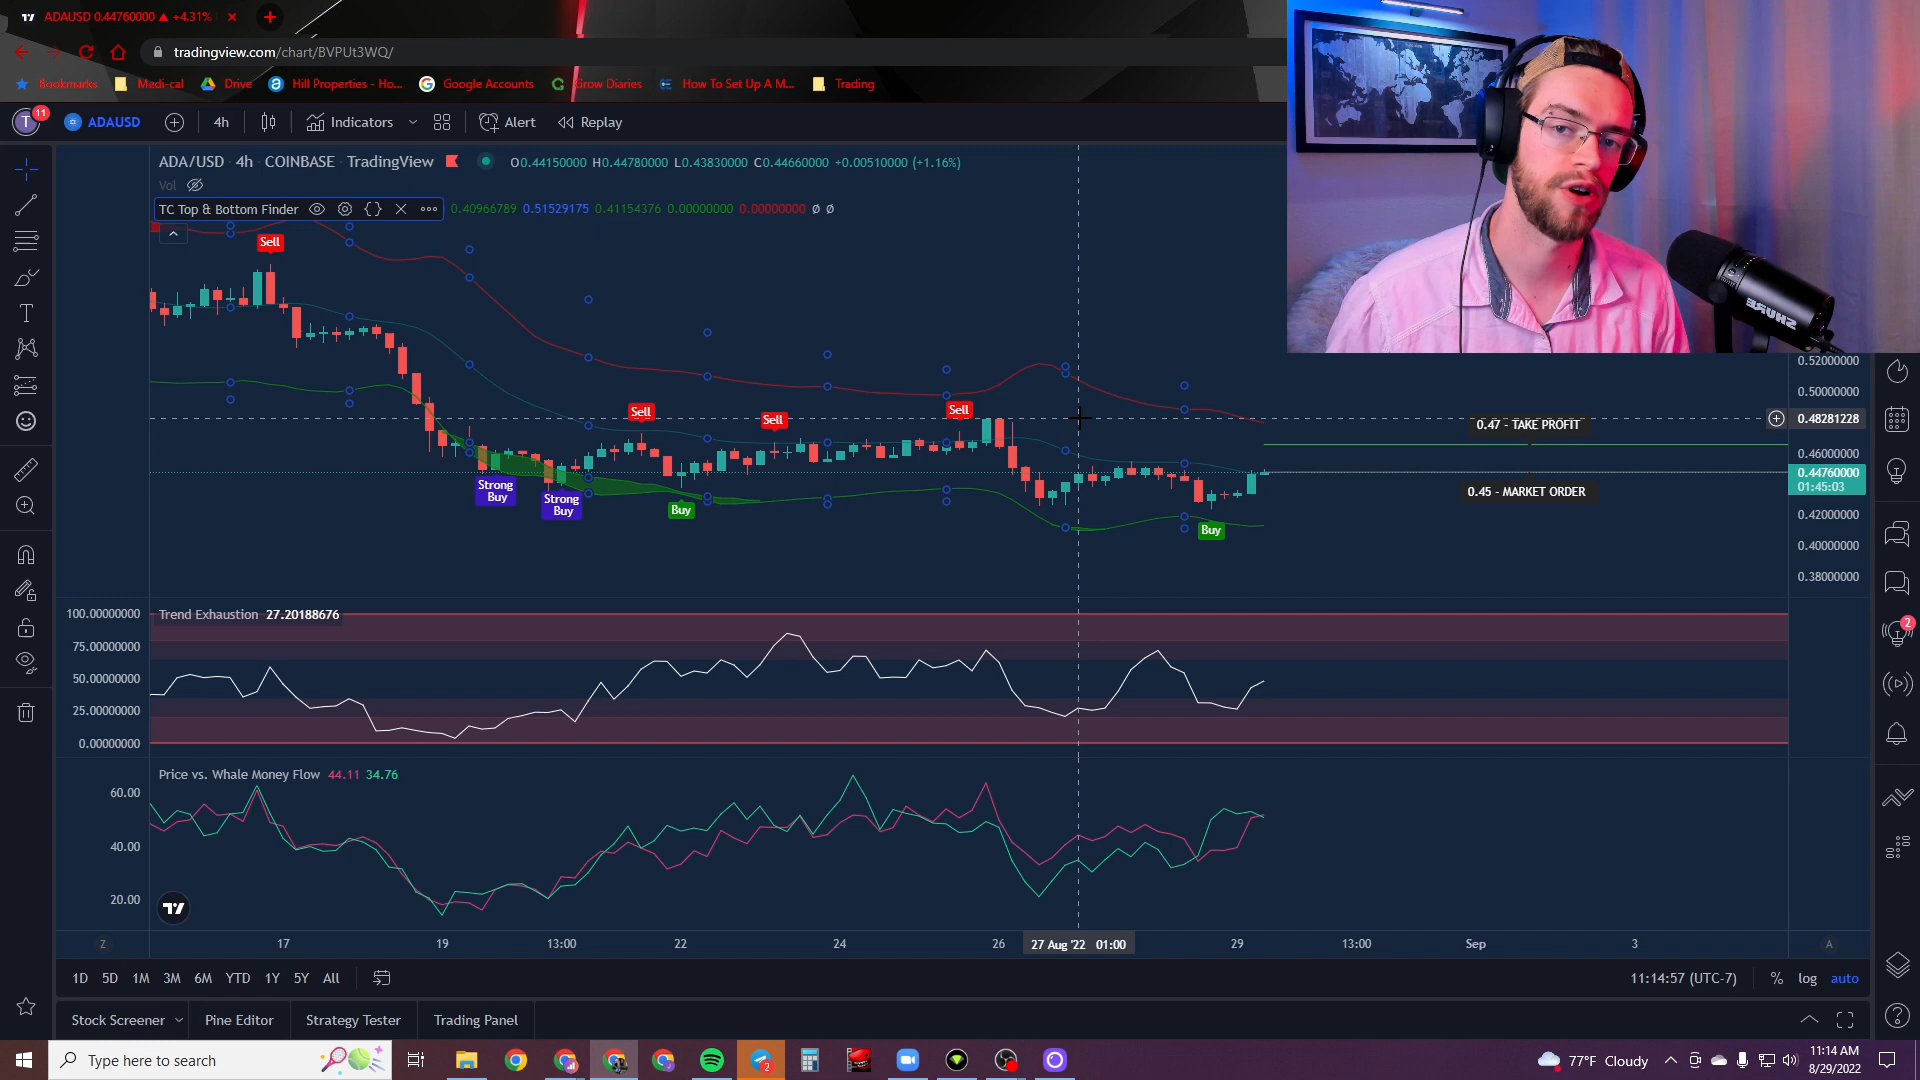 ADAUSD 0.44760000 ▲ +4.31%
tradingview.com/chart/BVPUt3WQ/
Bookmarks Medi-cal Drive Hill Properties - Ho... Google Accounts Grow Diaries How To Set Up A M... Trading
T 11 ADAUSD 4h Indicators Alert Replay
ADA/USD 4h COINBASE TradingView O0.44150000 H0.44780000 L0.43830000 C0.44660000 +0.00510000 (+1.16%)
Vol
TC Top & Bottom Finder 0.40966789 0.51529175 0.41154376 0.00000000 0.00000000 Ø Ø
Sell
SHURE
0.52000000
0.50000000
Sell
Sell
Sell
0.48281228
0.47 - TAKE PROFIT
0.46000000
0.44760000
01:45:03
0.45 - MARKET ORDER
Strong
Buy
Strong
Buy
Buy
Buy
0.42000000
0.40000000
0.38000000
100.00000000
Trend Exhaustion 27.20188676
75.00000000
50.00000000
25.00000000
0.00000000
2
Price vs. Whale Money Flow 44.11 34.76
60.00
40.00
20.00
Z 17 19 13:00 22 24 26 27 Aug '22 01:00 29 13:00 Sep 3 A
1D 5D 1M 3M 6M YTD 1Y 5Y All 11:14:57 (UTC-7) % log auto
Stock Screener Pine Editor Strategy Tester Trading Panel
Type here to search 2 77°F Cloudy 11:14 AM
8/29/2022